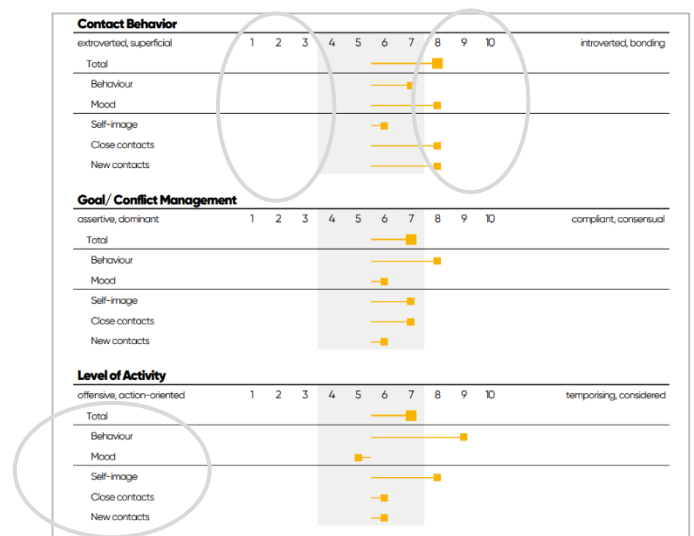 Contact Behavior
extroverted, superficial 1 2 3 4 5 6 7 8 9 10 introverted, bonding
Total
Behaviour
Mood
Self-image
Close contacts
New contacts
Goal/ Conflict Management
assertive, dominant 1 2 3 4 5 6 7 8 9 10 compliant, consensual
Total
Behaviour
Mood
Self-image
Close contacts
New contacts
Level of Activity
offensive, action-oriented 1 2 3 4 5 6 7 8 9 10 temporising, considered
Total
Behaviour
Mood
Self-image
Close contacts
New contacts